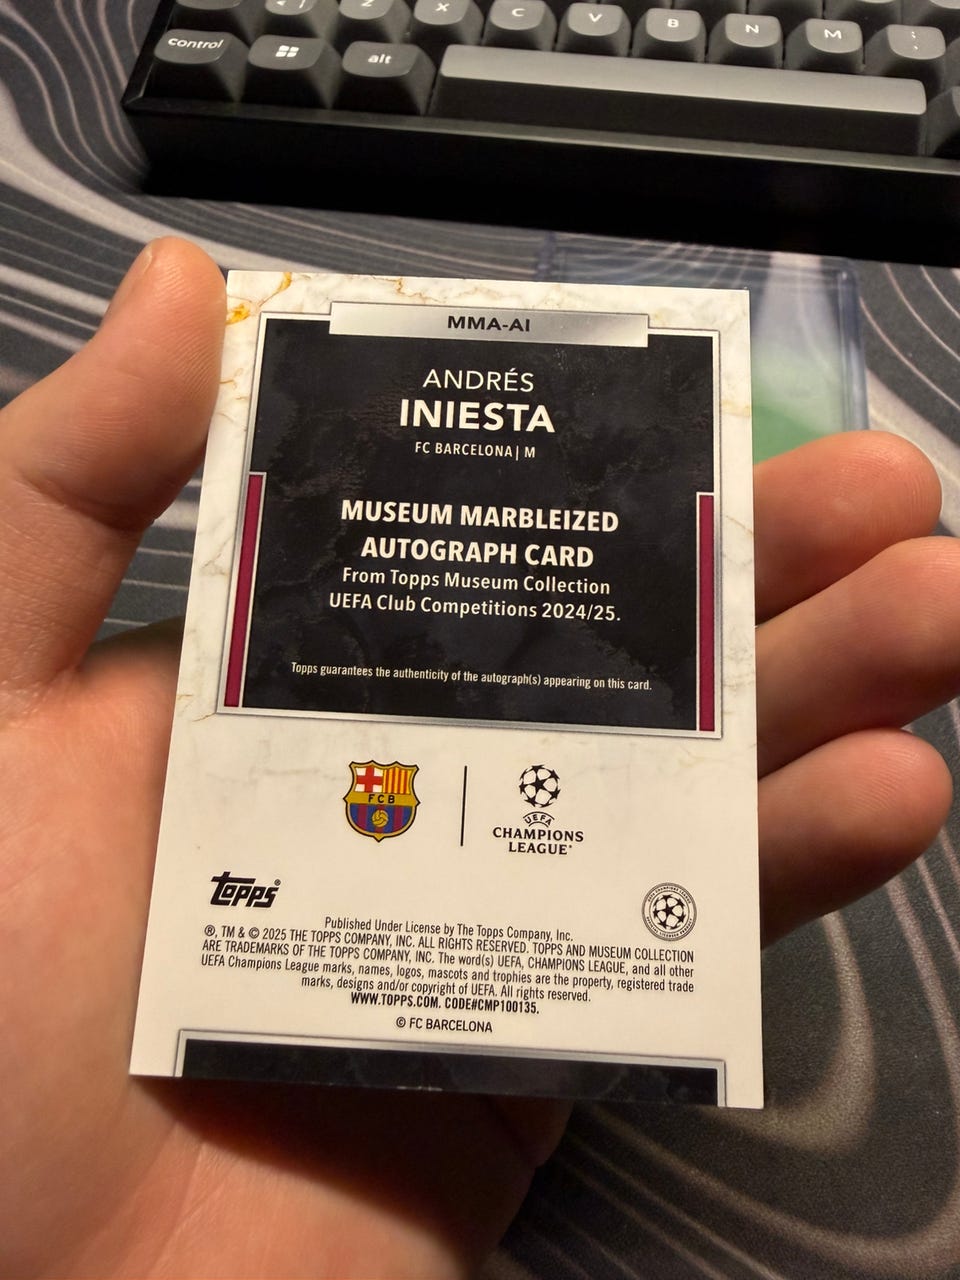 Z X C V B N M ;
control alt
MMA-AI
ANDRÉS
INIESTA
FC BARCELONA| M
MUSEUM MARBLEIZED
AUTOGRAPH CARD
From Topps Museum Collection
UEFA Club Competitions 2024/25.
Topps guarantees the authenticity of the autograph(s) appearing on this card.
FCB
UEFA
CHAMPIONS
LEAGUE®
topps®
Published Under License by The Topps Company, Inc.
®, TM & © 2025 THE TOPPS COMPANY, INC. ALL RIGHTS RESERVED. TOPPS AND MUSEUM COLLECTION
ARE TRADEMARKS OF THE TOPPS COMPANY, INC. The word(s) UEFA, CHAMPIONS LEAGUE, and all other
UEFA Champions League marks, names, logos, mascots and trophies are the property, registered trade
marks, designs and/or copyright of UEFA. All rights reserved.
WWW.TOPPS.COM. CODE#CMP100135.
© FC BARCELONA